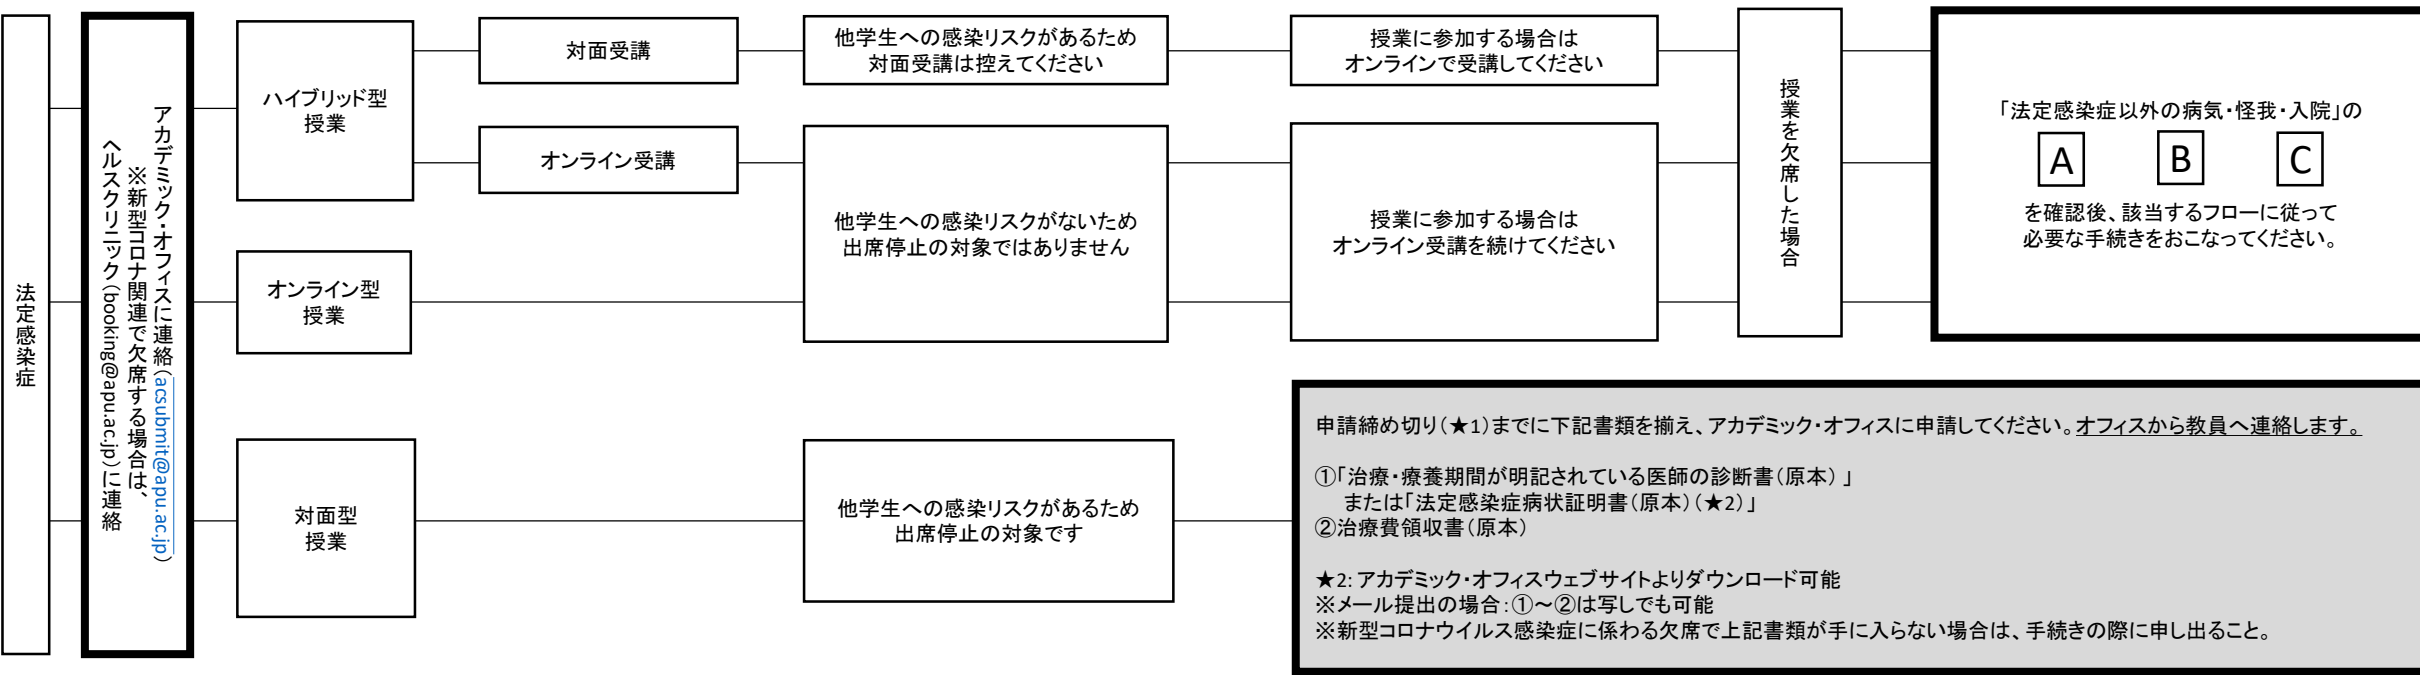 法定感染症
アカデミック・オフィスに連絡(acsubmit@apu.ac.jp)
※新型コロナ関連で欠席する場合は、
ヘルスクリニック(booking@apu.ac.jp)に連絡
ハイブリッド型
授業
対面受講
他学生への感染リスクがあるため
対面受講は控えてください
授業に参加する場合は
オンラインで受講してください
オンライン受講
オンライン型
授業
他学生への感染リスクがないため
出席停止の対象ではありません
授業に参加する場合は
オンライン受講を続けてください
授業を欠席した場合
「法定感染症以外の病気・怪我・入院」の
A B C
を確認後、該当するフローに従って
必要な手続きをおこなってください。
対面型
授業
他学生への感染リスクがあるため
出席停止の対象です
申請締め切り(★1)までに下記書類を揃え、アカデミック・オフィスに申請してください。オフィスから教員へ連絡します。
①「治療・療養期間が明記されている医師の診断書(原本) 」
または「法定感染症病状証明書(原本) (★2)」
②治療費領収書(原本)
★2: アカデミック・オフィスウェブサイトよりダウンロード可能
※メール提出の場合:①~②は写しでも可能
※新型コロナウイルス感染症に係わる欠席で上記書類が手に入らない場合は、手続きの際に申し出ること。